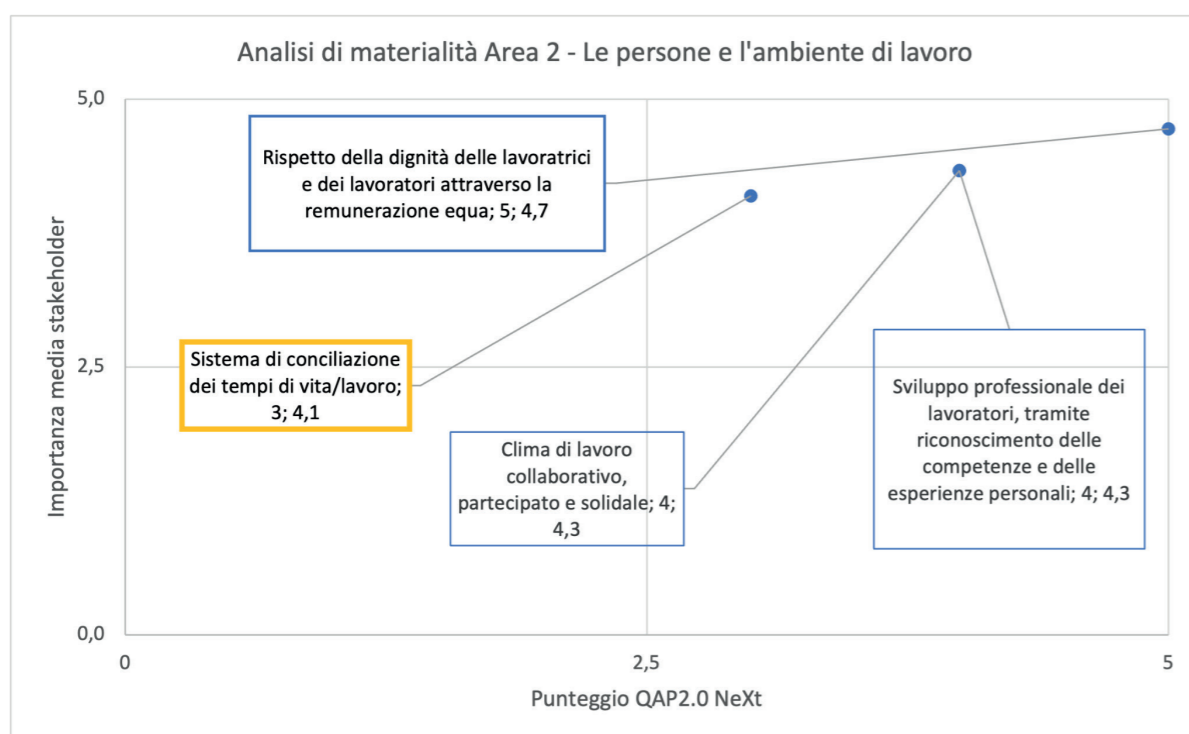 Analisi di materialità Area 2 - Le persone e l'ambiente di lavoro
5,0
Rispetto della dignità delle lavoratrici
e dei lavoratori attraverso la
remunerazione equa; 5; 4,7
Importanza media stakeholder
2,5
Sistema di conciliazione
dei tempi di vita/lavoro;
3; 4,1
Clima di lavoro
collaborativo,
partecipato e solidale; 4;
4,3
Sviluppo professionale dei
lavoratori, tramite
riconoscimento delle
competenze e delle
esperienze personali; 4; 4,3
0,0
0
2,5
5
Punteggio QAP2.0 NeXt